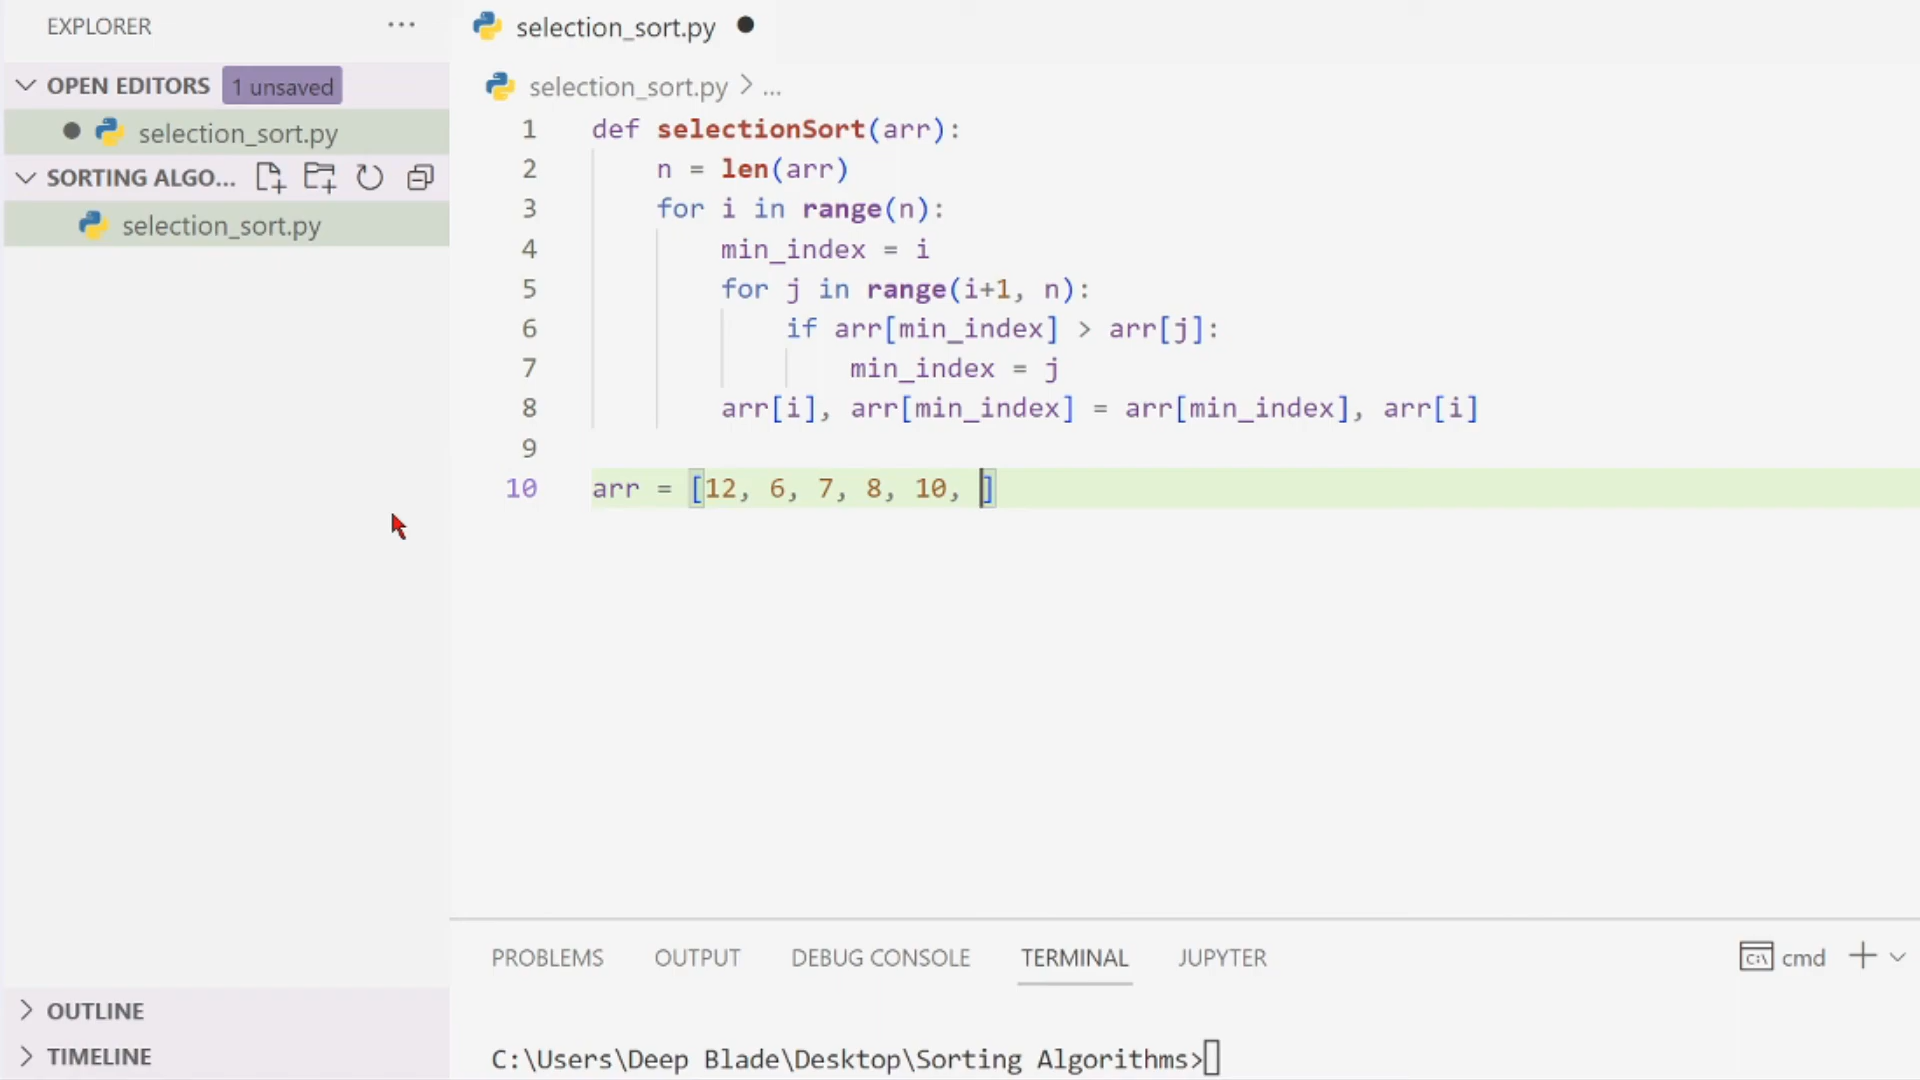 EXPLORER ...
OPEN EDITORS 1 unsaved
selection_sort.py
SORTING ALGO...
selection_sort.py
selection_sort.py
selection_sort.py > ...
1 def selectionSort(arr):
2 n = len(arr)
3 for i in range(n):
4 min_index = i
5 for j in range(i+1, n):
6 if arr[min_index] > arr[j]:
7 min_index = j
8 arr[i], arr[min_index] = arr[min_index], arr[i]
9
10 arr = [12, 6, 7, 8, 10, ]
PROBLEMS OUTPUT DEBUG CONSOLE TERMINAL JUPYTER cmd
C:\Users\Deep Blade\Desktop\Sorting Algorithms>
OUTLINE
TIMELINE